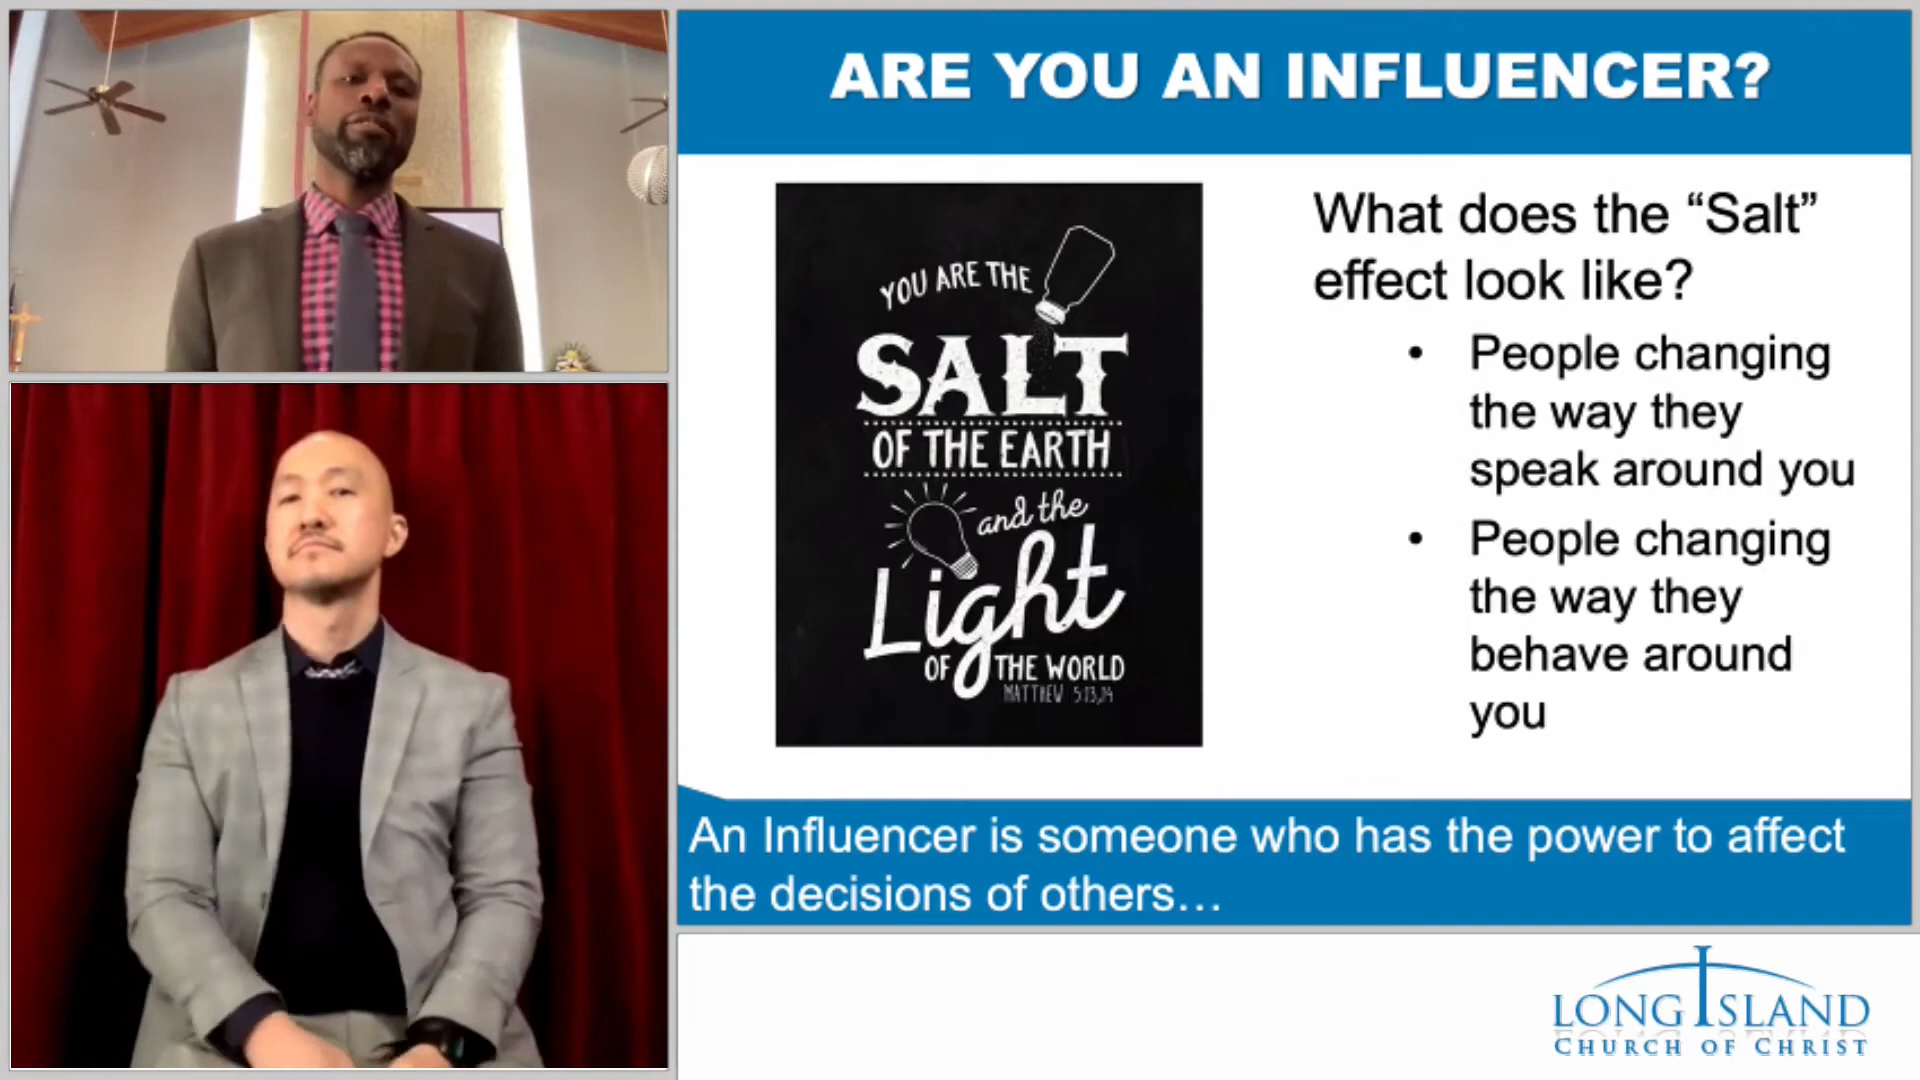 ARE YOU AN INFLUENCER?
YOU ARE THE
SALT
OF THE EARTH
and the
Light
OF THE WORLD
MATTHEW 5:13,14
What does the “Salt”
effect look like?
• People changing
the way they
speak around you
• People changing
the way they
behave around
you
An Influencer is someone who has the power to affect
the decisions of others…
LONG ISLAND
CHURCH OF CHRIST